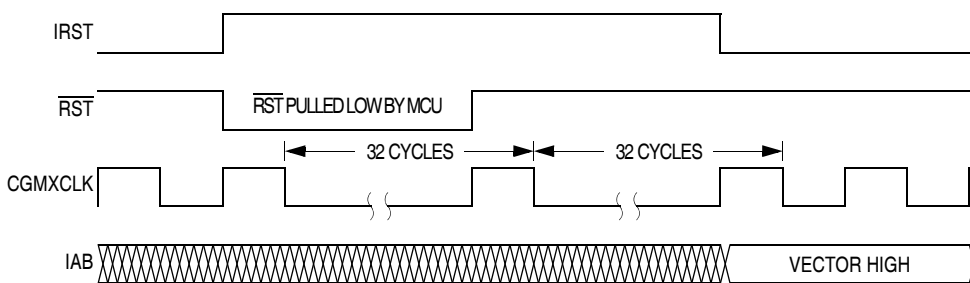 IRST
RST
RST PULLED LOW BY MCU
32 CYCLES
32 CYCLES
CGMXCLK
IAB
VECTOR HIGH